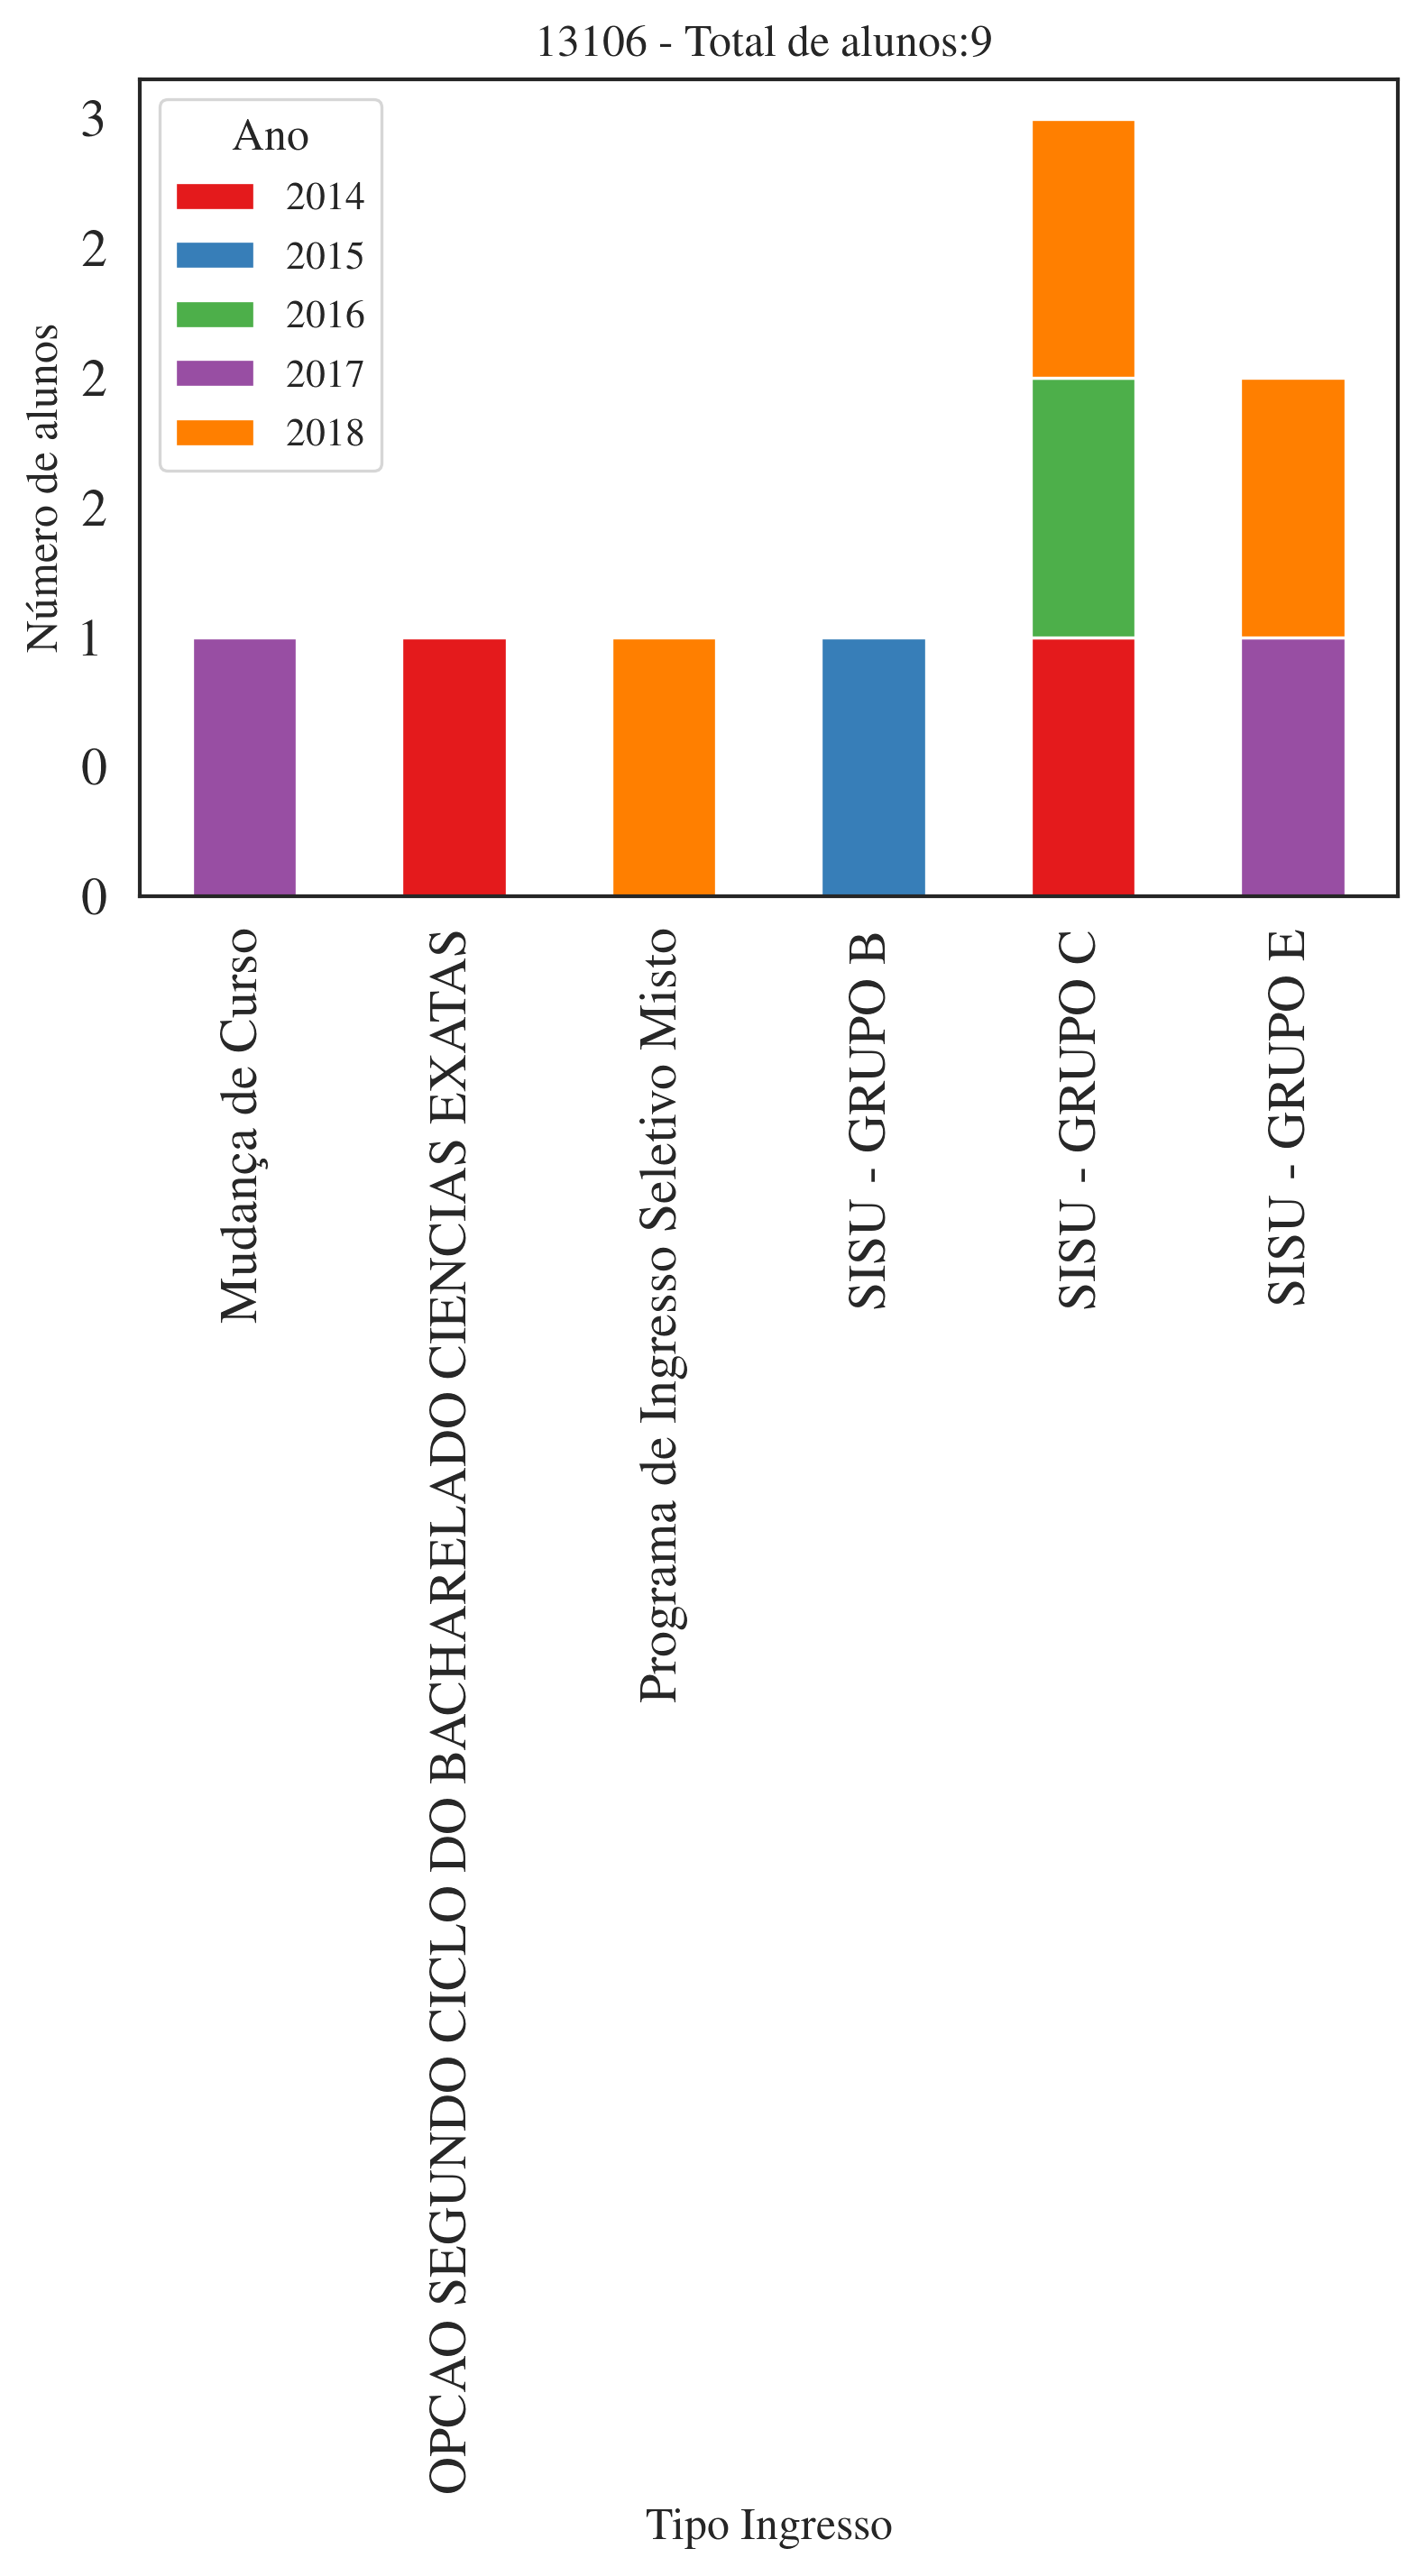 13106 - Total de alunos:9
Ano
2014
2015
2016
2017
2018
Número de alunos
3
2
2
2
1
0
0
Mudança de Curso
OPCAO SEGUNDO CICLO DO BACHARELADO CIENCIAS EXATAS
Programa de Ingresso Seletivo Misto
SISU - GRUPO B
SISU - GRUPO C
SISU - GRUPO E
Tipo Ingresso